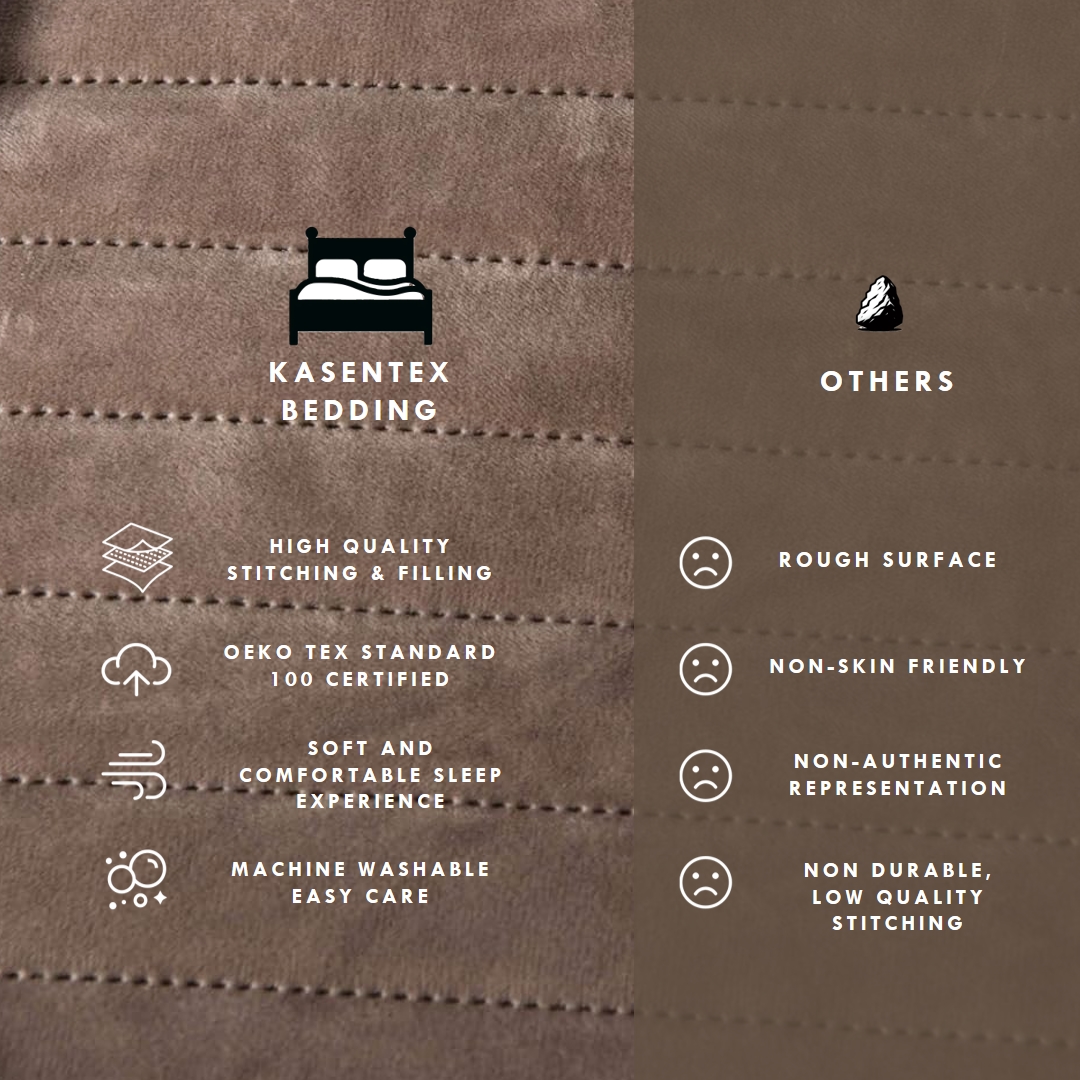 KASENTEX
BEDDING
HIGH QUALITY
STITCHING & FILLING
OEKO TEX STANDARD
100 CERTIFIED
SOFT AND
COMFORTABLE SLEEP
EXPERIENCE
MACHINE WASHABLE
EASY CARE
OTHERS
ROUGH SURFACE
NON-SKIN FRIENDLY
NON-AUTHENTIC
REPRESENTATION
NON DURABLE,
LOW QUALITY
STITCHING